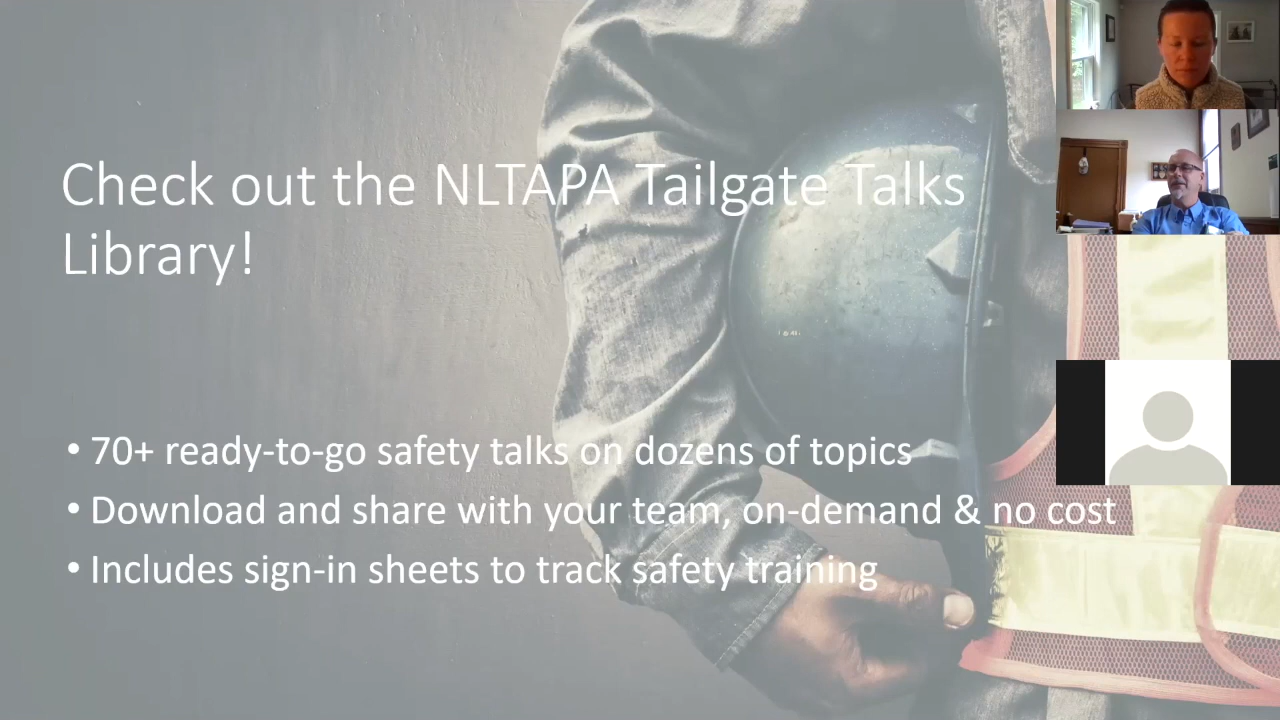 Check out the NLTAPA Tailgate Talks
Library!
• 70+ ready-to-go safety talks on dozens of topics
• Download and share with your team, on-demand & no cost
• Includes sign-in sheets to track safety training